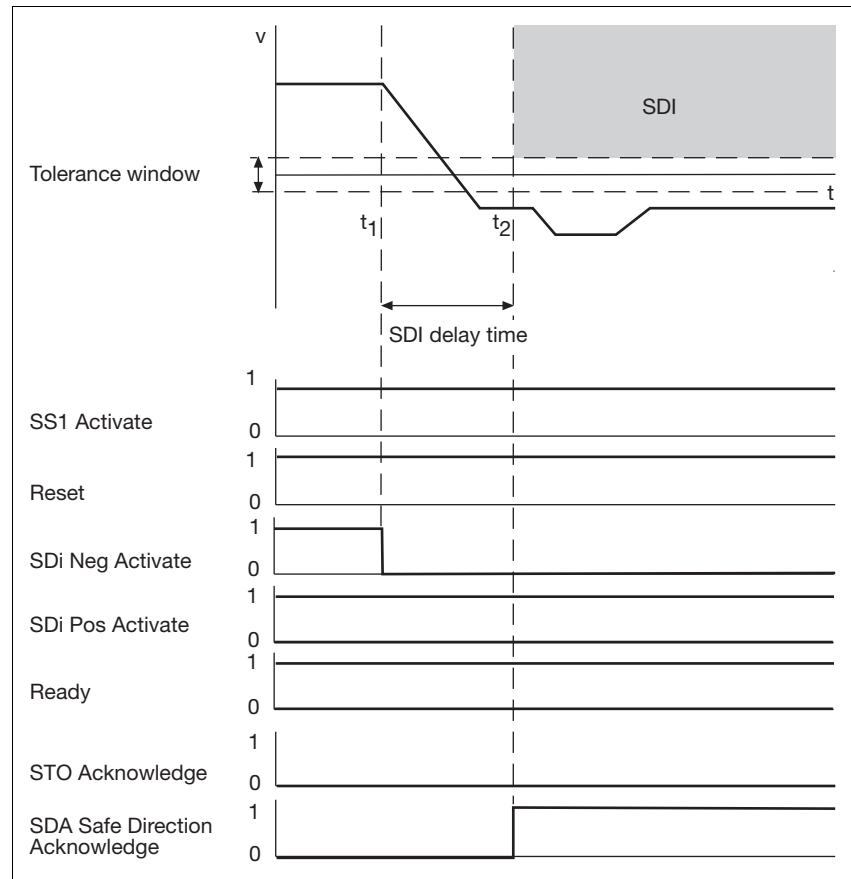 v
SDI
Tolerance window
t
t1
t2
SDI delay time
1
SS1 Activate
0
1
Reset
0
1
SDi Neg Activate
0
1
SDi Pos Activate
0
1
Ready
0
1
STO Acknowledge
0
1
SDA Safe Direction
Acknowledge
0